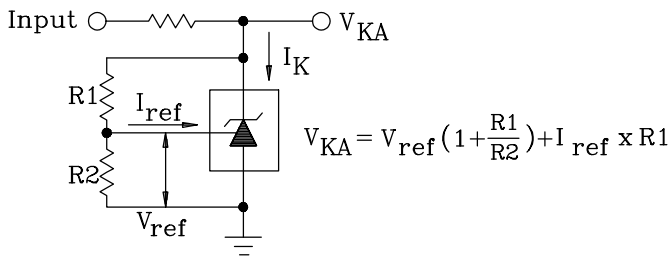 Input
V_KA
I_K
R1
I_ref
V_KA = V_ref(1+R1/R2)+I_ref x R1
R2
V_ref